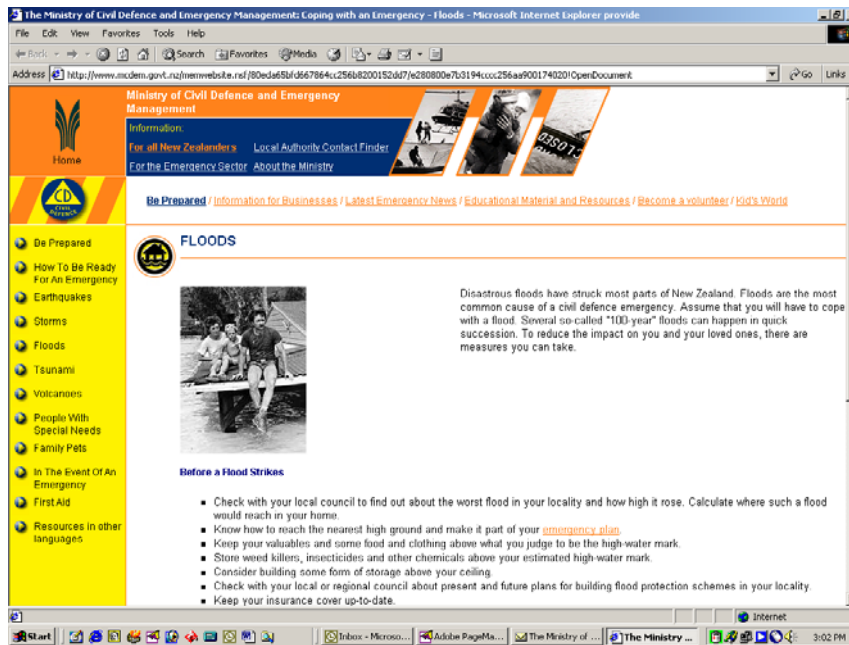 The Ministry of Civil Defence and Emergency Management: Coping with an Emergency - Floods - Microsoft Internet Explorer provide
File Edit View Favorites Tools Help
Back Search Favorites Media
Address http://www.mcdem.govt.nz/memwebsite.nsf/80eda65bfd667864cc256b8200152dd7/e280800e7b3194cccc256aa900174020!OpenDocument Go Links
Ministry of Civil Defence and Emergency
Management
Information:
For all New Zealanders Local Authority Contact Finder
For the Emergency Sector About the Ministry
Home
CLOSED
CD
CIVIL
DEFENCE
Be Prepared / Information for Businesses / Latest Emergency News / Educational Material and Resources / Become a volunteer / Kid's World
Be Prepared
How To Be Ready
For An Emergency
Earthquakes
Storms
Floods
Tsunami
Volcanoes
People With
Special Needs
Family Pets
In The Event Of An
Emergency
First Aid
Resources in other
languages
FLOODS
Disastrous floods have struck most parts of New Zealand. Floods are the most
common cause of a civil defence emergency. Assume that you will have to cope
with a flood. Several so-called "100-year" floods can happen in quick
succession. To reduce the impact on you and your loved ones, there are
measures you can take.
Before a Flood Strikes
Check with your local council to find out about the worst flood in your locality and how high it rose. Calculate where such a flood
would reach in your home.
Know how to reach the nearest high ground and make it part of your emergency plan.
Keep your valuables and some food and clothing above what you judge to be the high-water mark.
Store weed killers, insecticides and other chemicals above your estimated high-water mark.
Consider building some form of storage above your ceiling.
Check with your local or regional council about present and future plans for building flood protection schemes in your locality.
Keep your insurance cover up-to-date.
Internet
Start Inbox - Microso... Adobe PageMa... The Ministry of ... The Ministry ... 3:02 PM